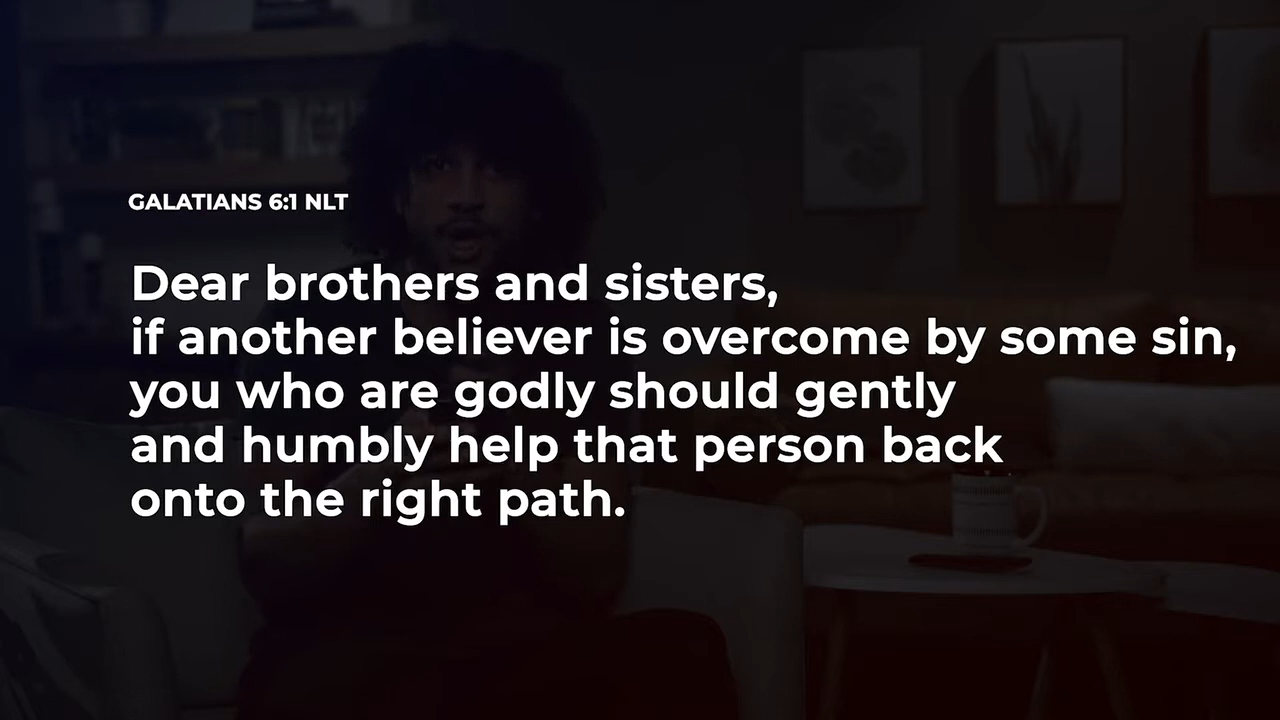 GALATIANS 6:1 NLT
Dear brothers and sisters,
if another believer is overcome by some sin,
you who are godly should gently
and humbly help that person back
onto the right path.